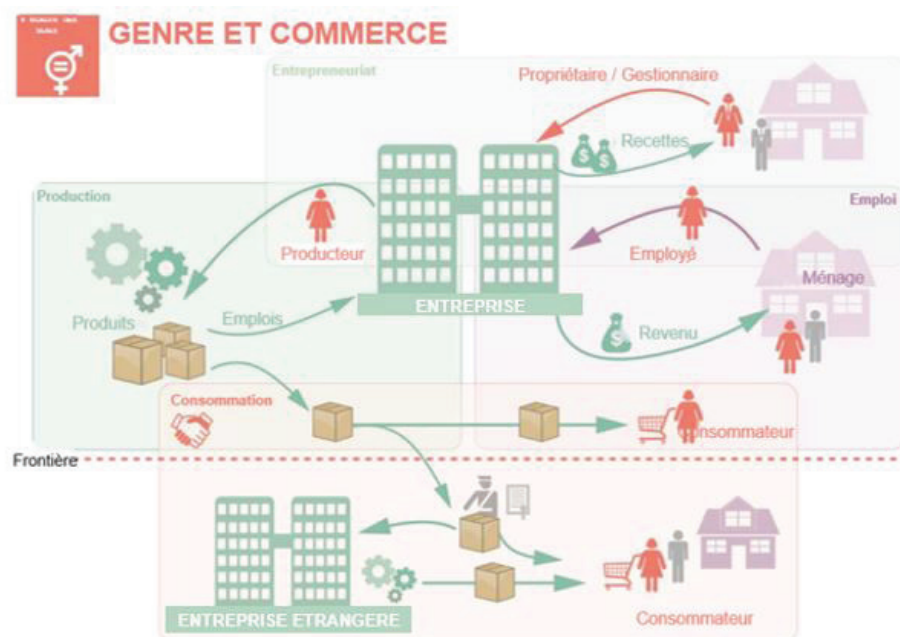 GENRE ET COMMERCE
Entrepreneuriat
Propriétaire / Gestionnaire
$ $
Recettes
Production
Emploi
Producteur
Employé
Ménage
ENTREPRISE
Produits
Emplois
$
Revenu
Consommation
onsommateur
Frontière
ENTREPRISE ETRANGERE
Consommateur